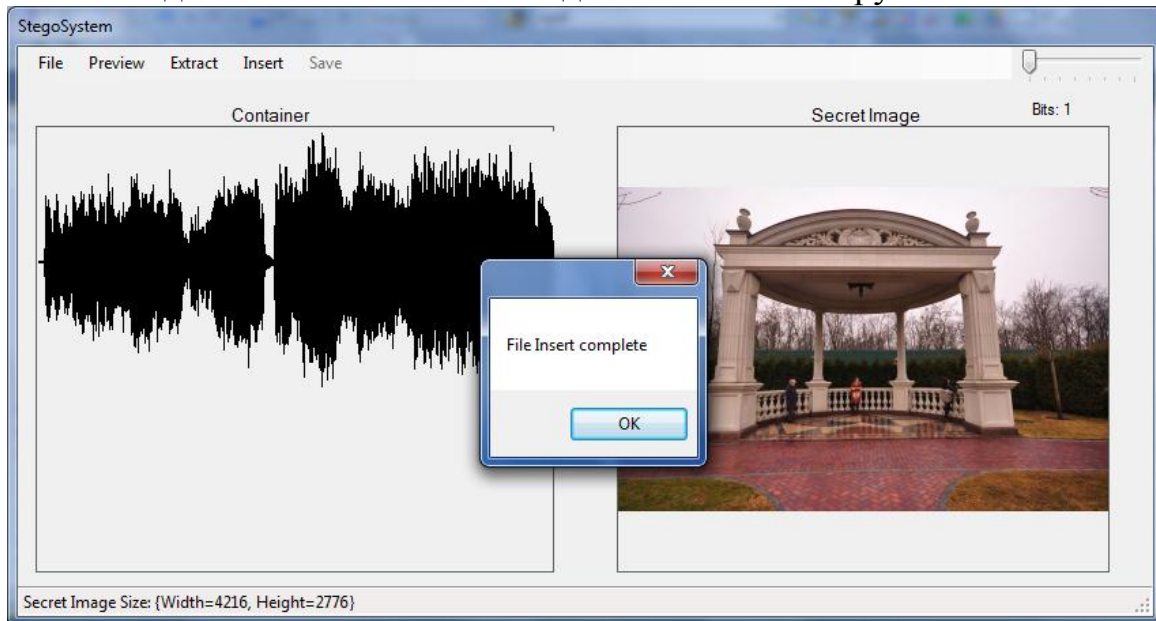 StegoSystem
File Preview Extract Insert Save
Container
Secret Image
Bits: 1
File Insert complete
OK
Secret Image Size: {Width=4216, Height=2776}